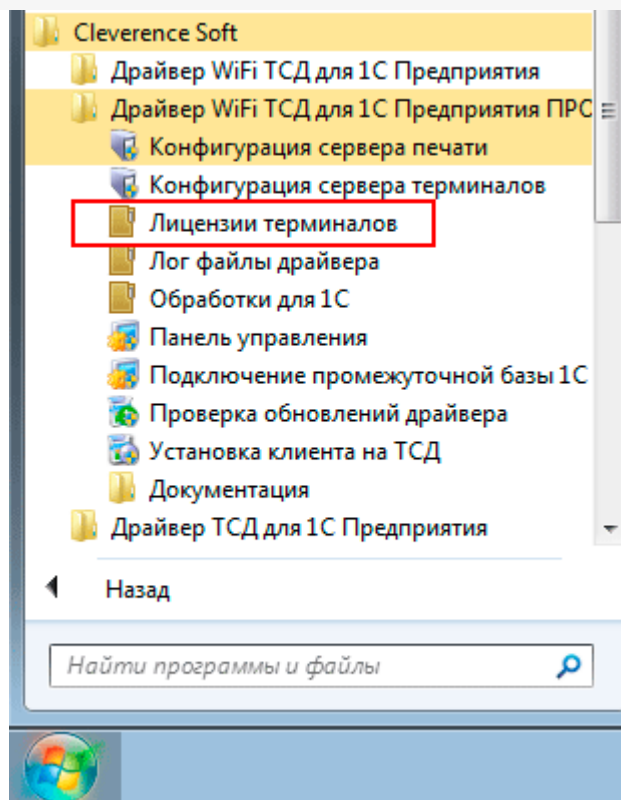 Cleverence Soft
Драйвер WiFi ТСД для 1С Предприятия
Драйвер WiFi ТСД для 1С Предприятия ПРО
Конфигурация сервера печати
Конфигурация сервера терминалов
Лицензии терминалов
Лог файлы драйвера
Обработки для 1С
Панель управления
Подключение промежуточной базы 1С
Проверка обновлений драйвера
Установка клиента на ТСД
Документация
Драйвер ТСД для 1С Предприятия
Назад
Найти программы и файлы